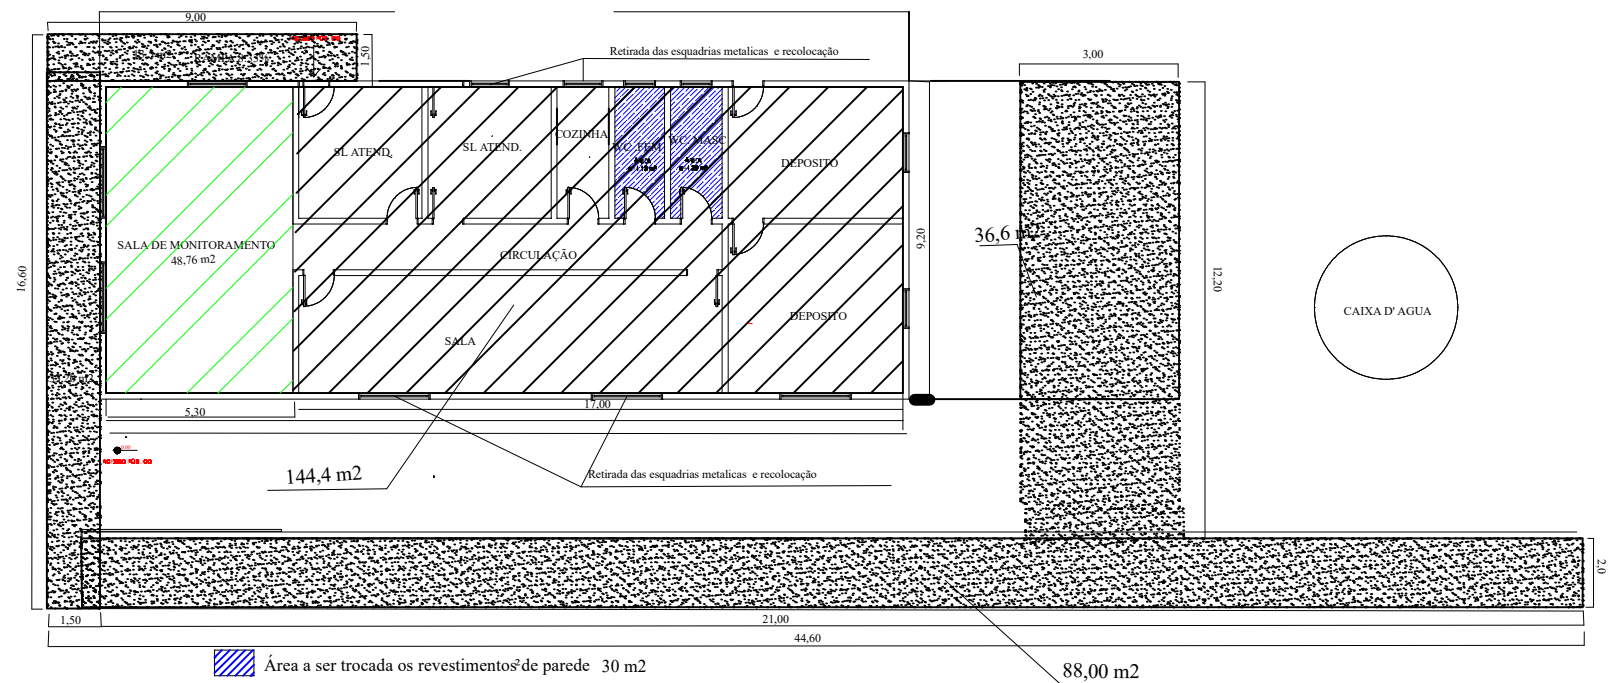 9,00
1,50
Retirada das esquadrias metalicas e recolocação
3,00
SL ATEND.
SL ATEND.
COZINHA
WC. FEM
WC. MASC
DEPOSITO
SALA DE MONITORAMENTO
48,76 m2
CIRCULAÇÃO
9,20
36,6 m2
12,20
16,60
CAIXA D' AGUA
SALA
DEPOSITO
5,30
17,00
144,4 m2
Retirada das esquadrias metalicas e recolocação
2,0
1,50
21,00
44,60
Área a ser trocada os revestimentos² de parede 30 m2
88,00 m2